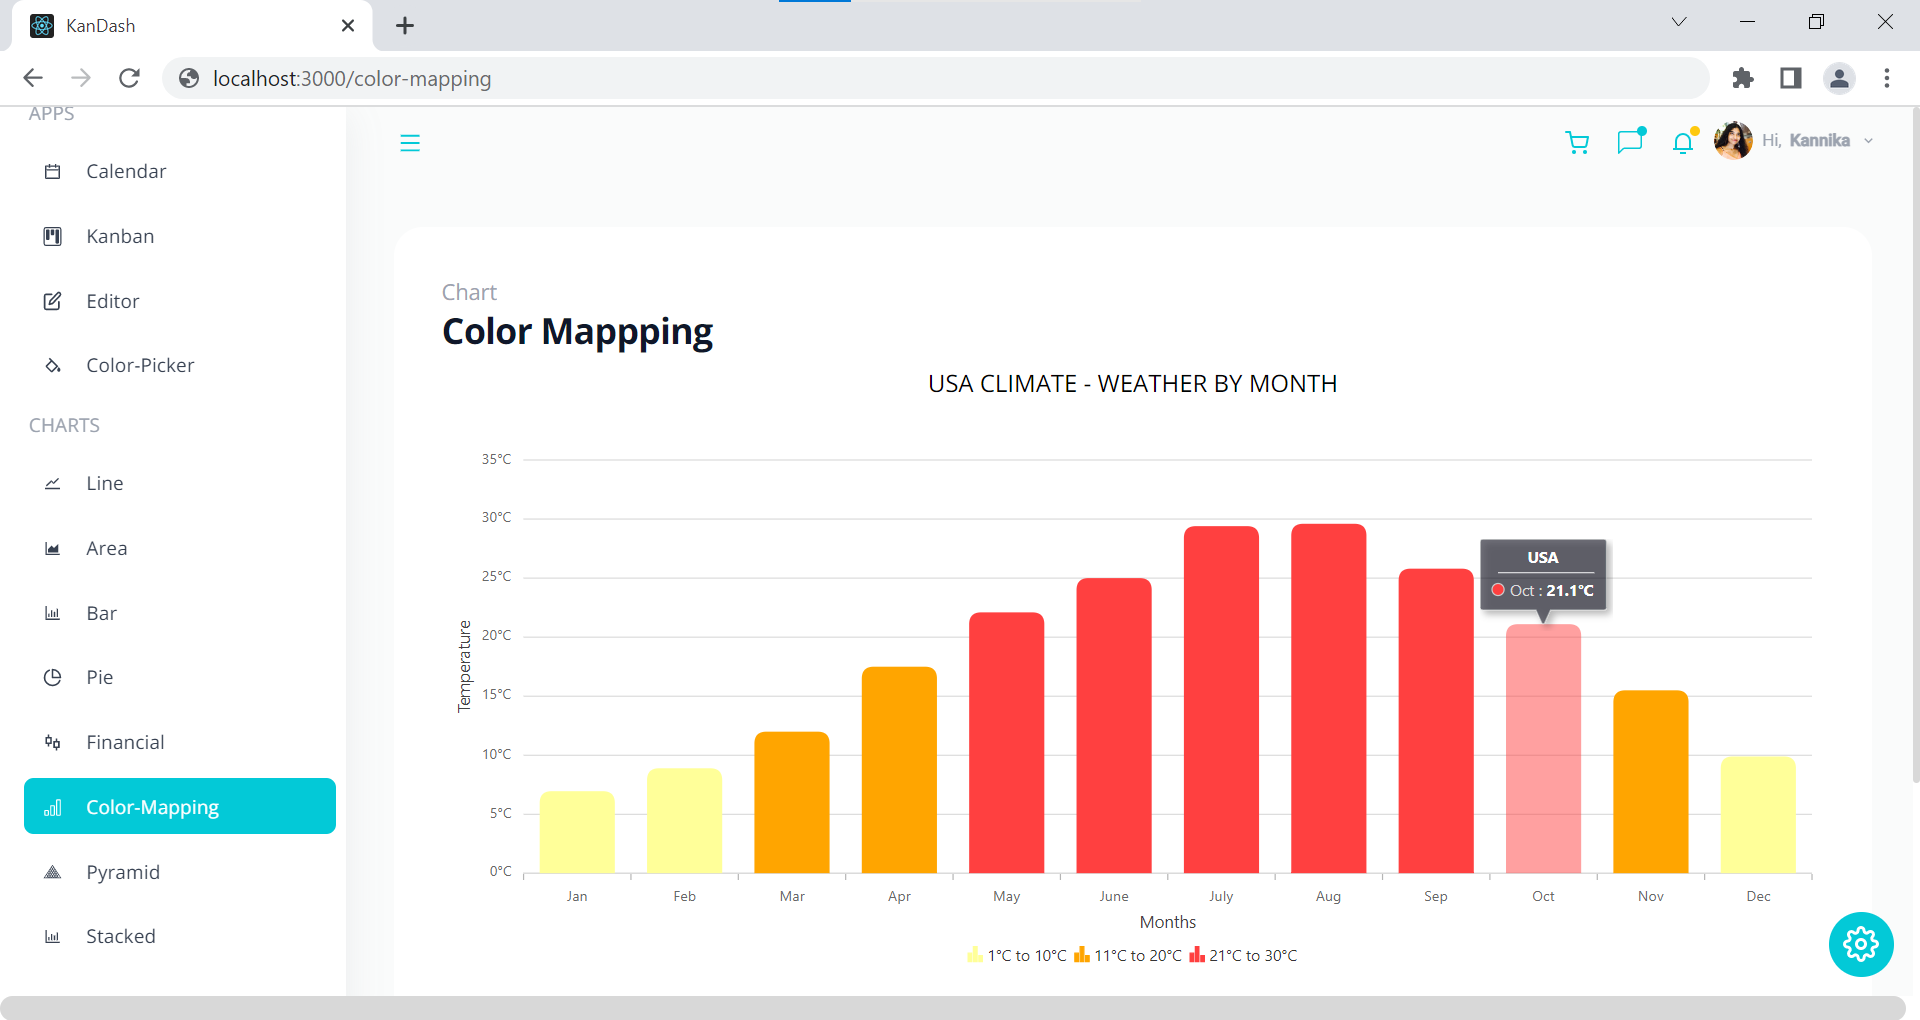 KanDash
localhost:3000/color-mapping
APPS
Calendar
Kanban
Editor
Color-Picker
CHARTS
Line
Area
Bar
Pie
Financial
Color-Mapping
Pyramid
Stacked
Hi, Kannika
Chart
Color Mappping
USA CLIMATE - WEATHER BY MONTH
35°C
30°C
25°C
20°C
15°C
10°C
5°C
0°C
Temperature
USA
Oct : 21.1°C
Jan Feb Mar Apr May June July Aug Sep Oct Nov Dec
Months
1°C to 10°C 11°C to 20°C 21°C to 30°C